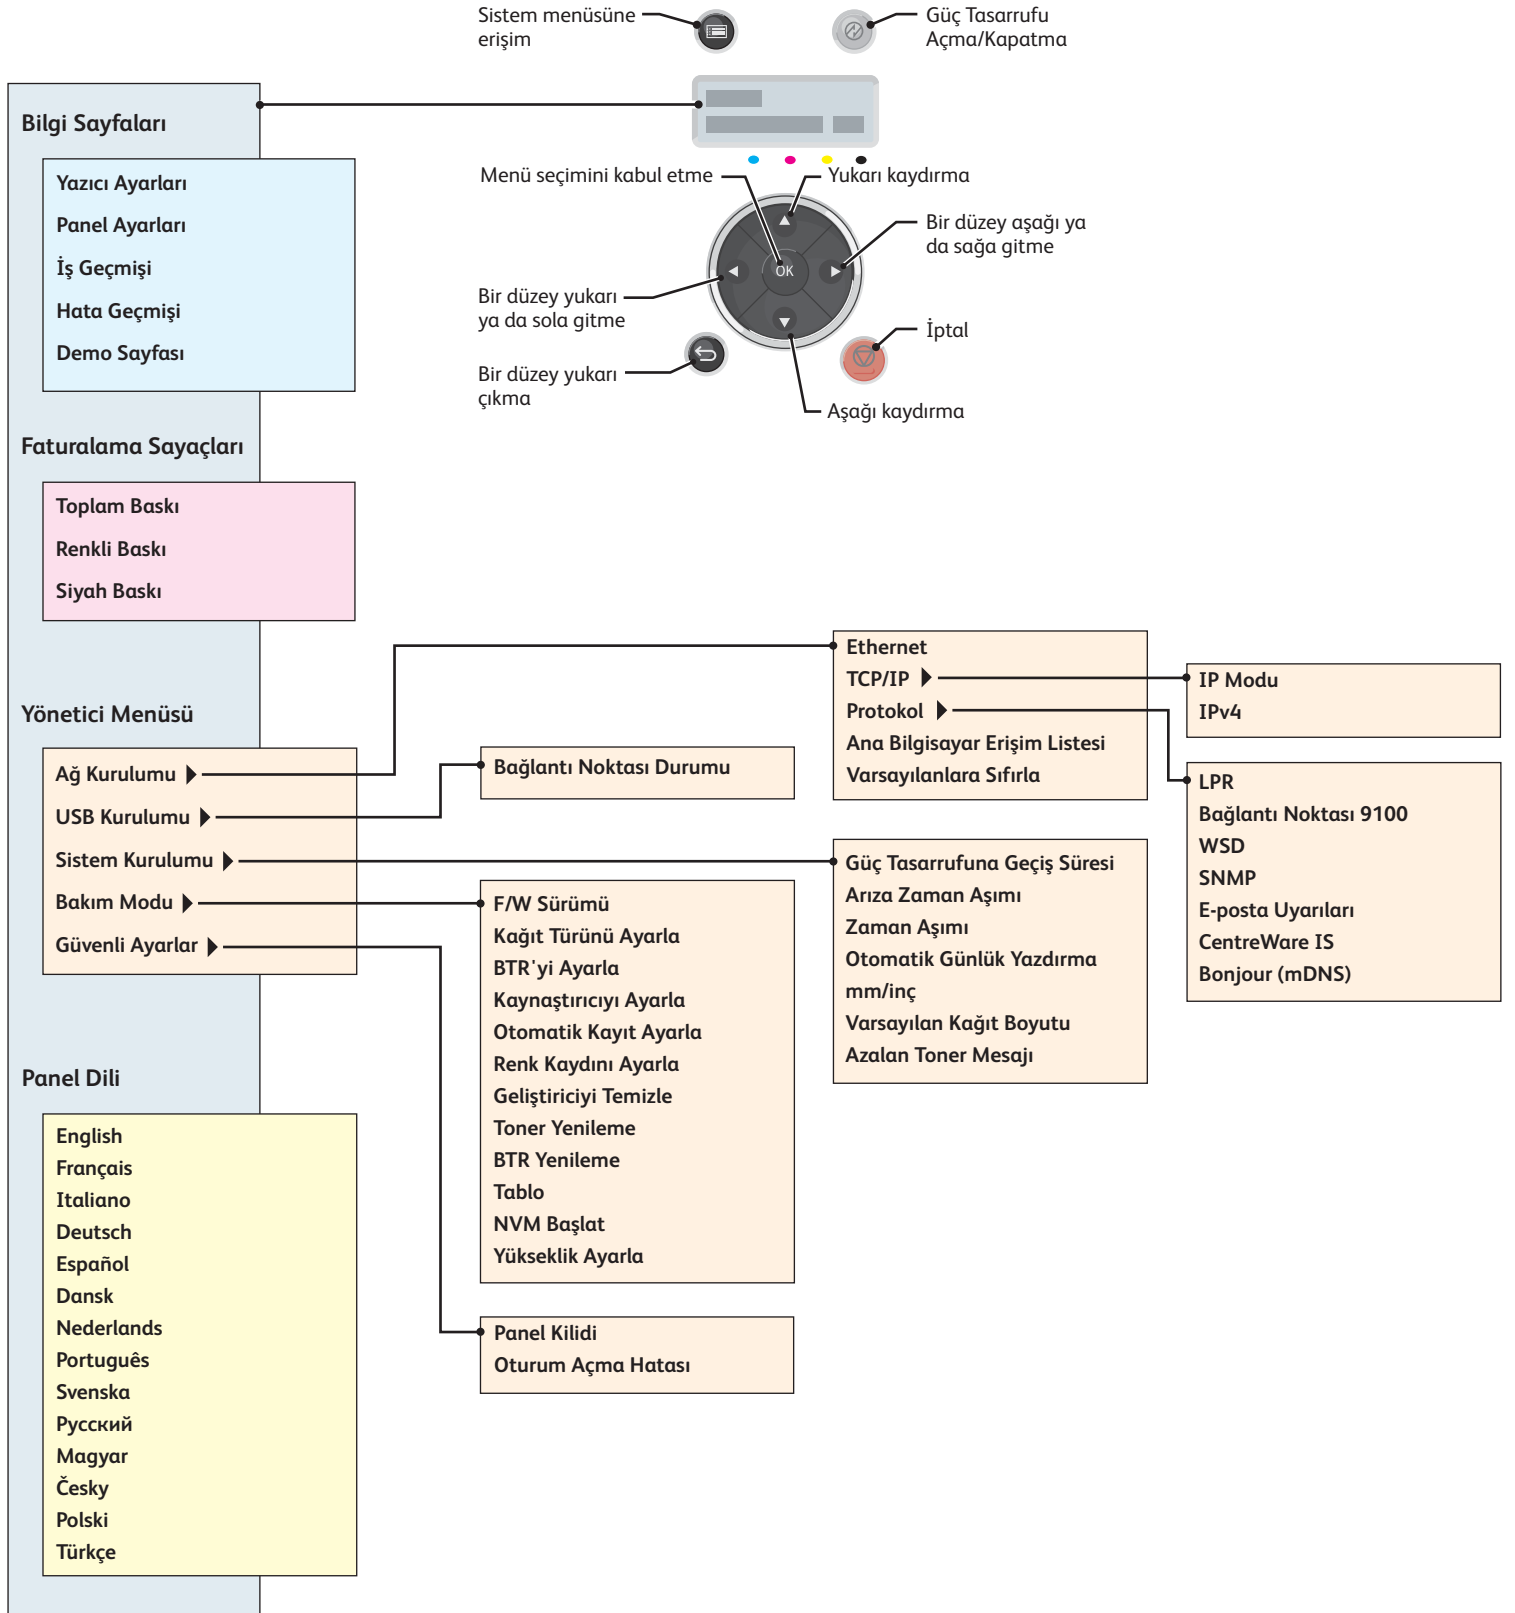 Sistem menüsüne
erişim
Güç Tasarrufu
Açma/Kapatma
Menü seçimini kabul etme
Yukarı kaydırma
Bir düzey aşağı ya
da sağa gitme
OK
Bir düzey yukarı
ya da sola gitme
İptal
Bir düzey yukarı
çıkma
Aşağı kaydırma
Bilgi Sayfaları
Yazıcı Ayarları
Panel Ayarları
İş Geçmişi
Hata Geçmişi
Demo Sayfası
Faturalama Sayaçları
Toplam Baskı
Renkli Baskı
Siyah Baskı
Yönetici Menüsü
Ağ Kurulumu
USB Kurulumu
Sistem Kurulumu
Bakım Modu
Güvenli Ayarlar
Panel Dili
English
Français
Italiano
Deutsch
Español
Dansk
Nederlands
Português
Svenska
Русский
Magyar
Česky
Polski
Türkçe
Bağlantı Noktası Durumu
F/W Sürümü
Kağıt Türünü Ayarla
BTR'yi Ayarla
Kaynaştırıcıyı Ayarla
Otomatik Kayıt Ayarla
Renk Kaydını Ayarla
Geliştiriciyi Temizle
Toner Yenileme
BTR Yenileme
Tablo
NVM Başlat
Yükseklik Ayarla
Panel Kilidi
Oturum Açma Hatası
Ethernet
TCP/IP
Protokol
Ana Bilgisayar Erişim Listesi
Varsayılanlara Sıfırla
Güç Tasarrufuna Geçiş Süresi
Arıza Zaman Aşımı
Zaman Aşımı
Otomatik Günlük Yazdırma
mm/inç
Varsayılan Kağıt Boyutu
Azalan Toner Mesajı
IP Modu
IPv4
LPR
Bağlantı Noktası 9100
WSD
SNMP
E-posta Uyarıları
CentreWare IS
Bonjour (mDNS)